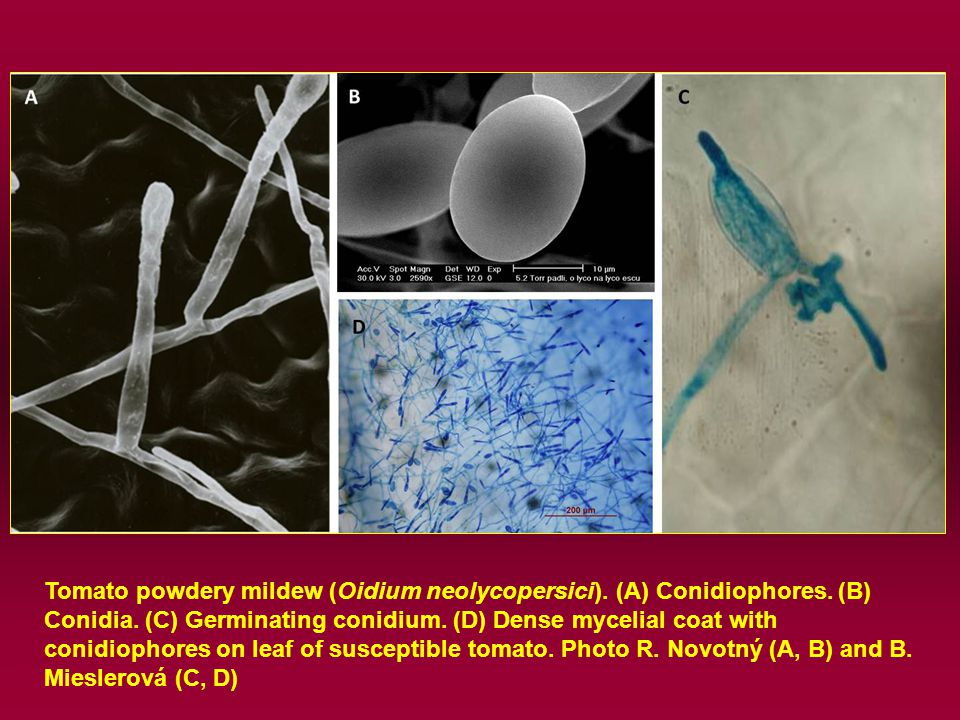 A
B
C
Acc.V Spot Magn Det WD Exp 10 µm
30.0 kV 3.0 2590x GSE 12.0 0 5.2 Torr padli, o lyco na lyco escu
D
200 µm
Tomato powdery mildew (Oidium neolycopersici). (A) Conidiophores. (B)
Conidia. (C) Germinating conidium. (D) Dense mycelial coat with
conidiophores on leaf of susceptible tomato. Photo R. Novotný (A, B) and B.
Mieslerová (C, D)